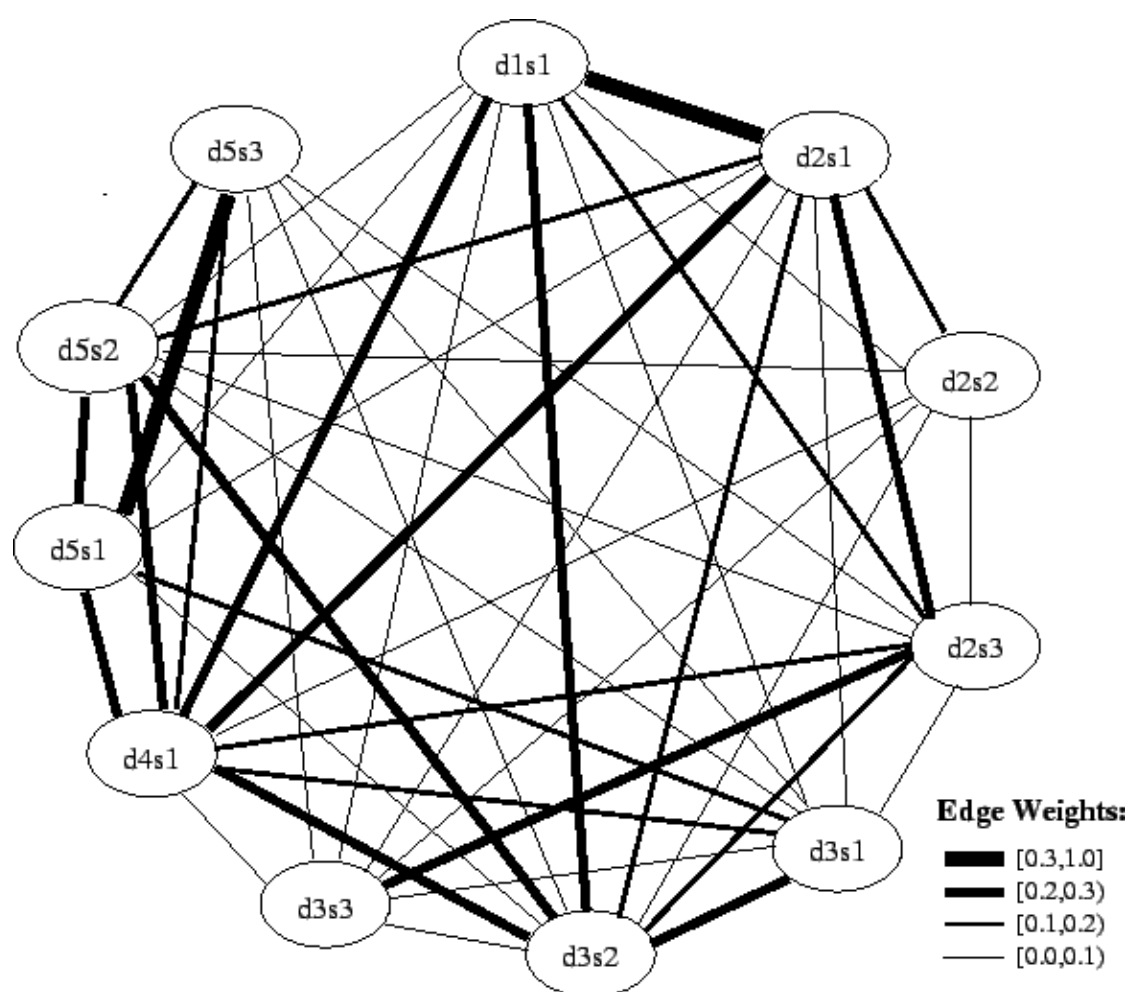 d1s1
d5s3
d2s1
d5s2
d2s2
d5s1
d2s3
d4s1
d3s1
d3s3
d3s2
Edge Weights:
[0.3,1.0]
[0.2,0.3)
[0.1,0.2)
[0.0,0.1)